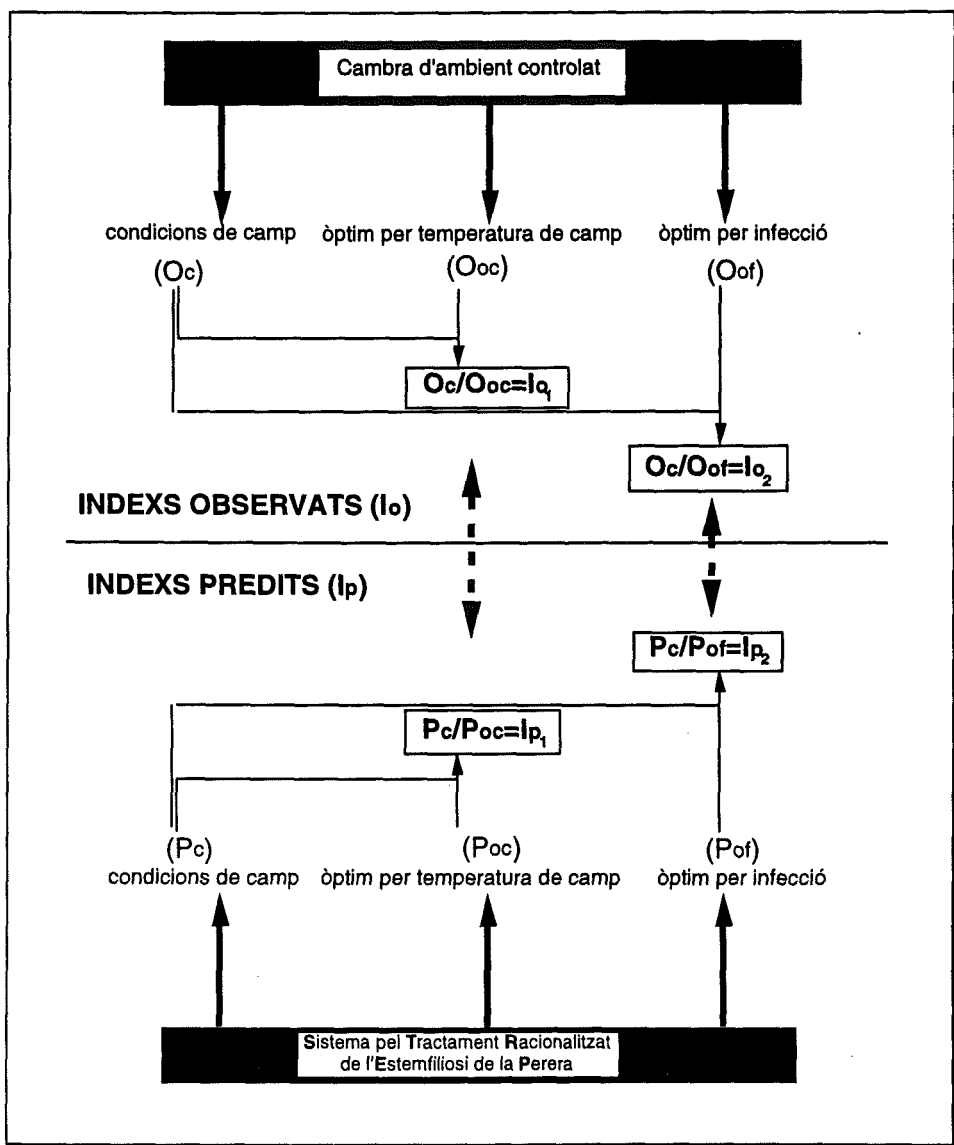 Cambra d'ambient controlat
condicions de camp òptim per temperatura de camp òptim per infecció
(Oc) (Ooc) (Oof)
Oc/Ooc=Io1
Oc/Oof=Io2
INDEXS OBSERVATS (Io)
INDEXS PREDITS (Ip)
Pc/Pof=Ip2
Pc/Poc=Ip1
(Pc) (Poc) (Pof)
condicions de camp òptim per temperatura de camp òptim per infecció
Sistema pel Tractament Racionalitzat
de l'Estemfiliosi de la Perera